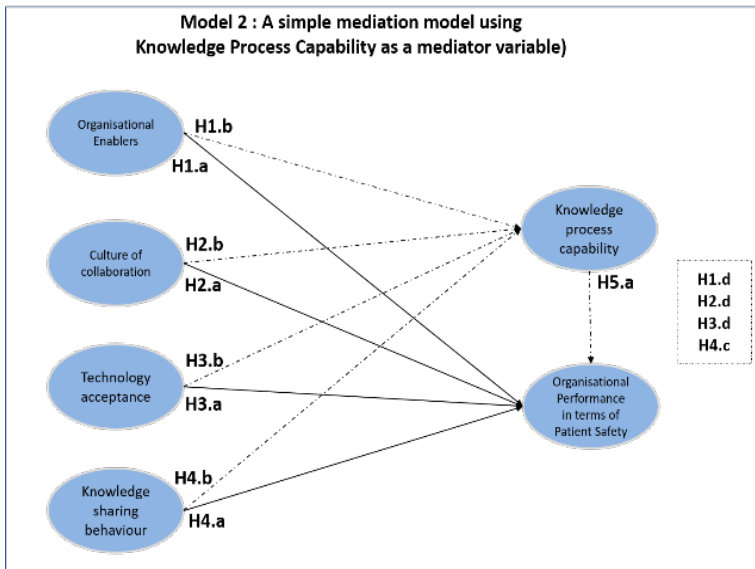 Model 2 : A simple mediation model using
Knowledge Process Capability as a mediator variable)
Organisational
Enablers
H1.b
H1.a
Culture of
collaboration
H2.b
H2.a
Technology
acceptance
H3.b
H3.a
Knowledge
sharing
behaviour
H4.b
H4.a
Knowledge
process
capability
H5.a
Organisational
Performance
in terms of
Patient Safety
H1.d
H2.d
H3.d
H4.c